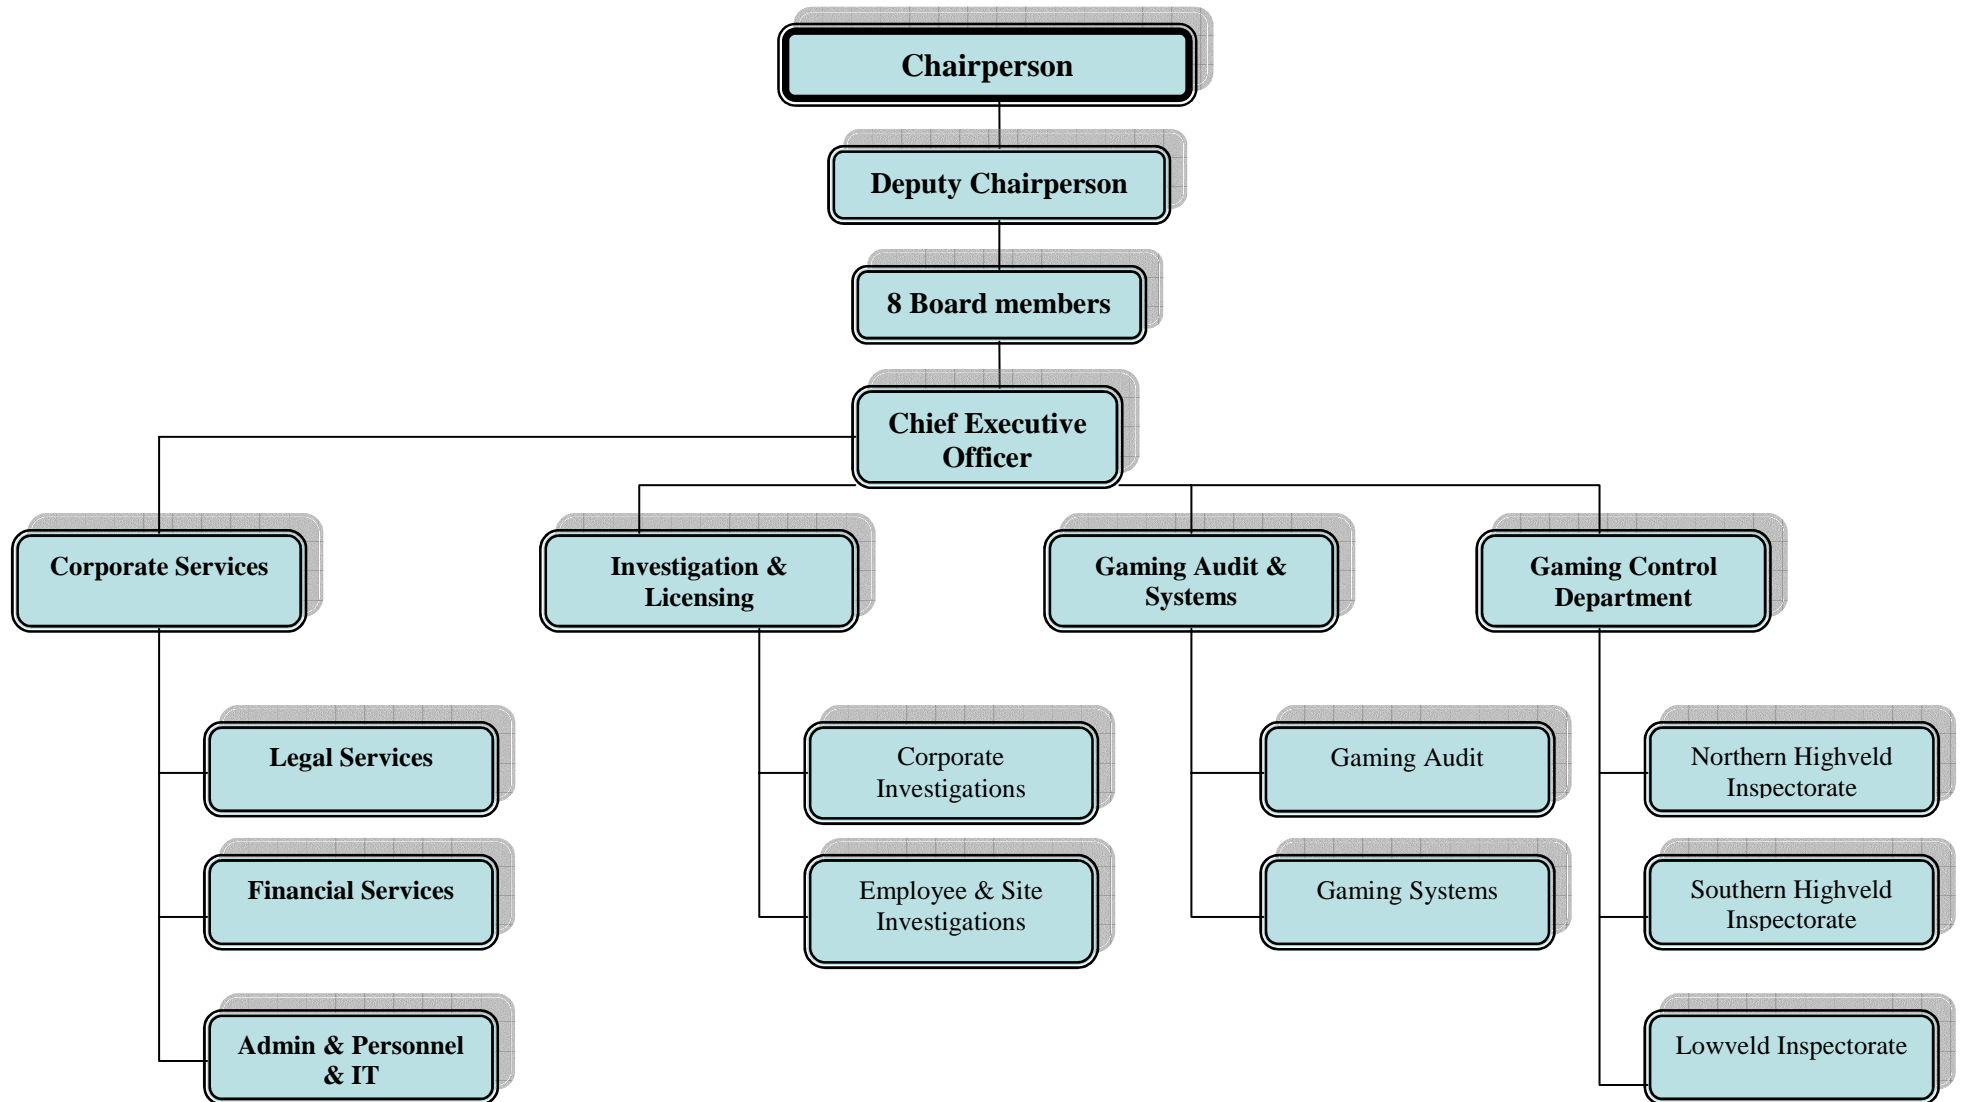 Chairperson
Deputy Chairperson
8 Board members
Chief Executive
Officer
Corporate Services
Investigation &
Licensing
Gaming Audit &
Systems
Gaming Control
Department
Legal Services
Financial Services
Admin & Personnel
& IT
Corporate
Investigations
Employee & Site
Investigations
Gaming Audit
Gaming Systems
Northern Highveld
Inspectorate
Southern Highveld
Inspectorate
Lowveld Inspectorate